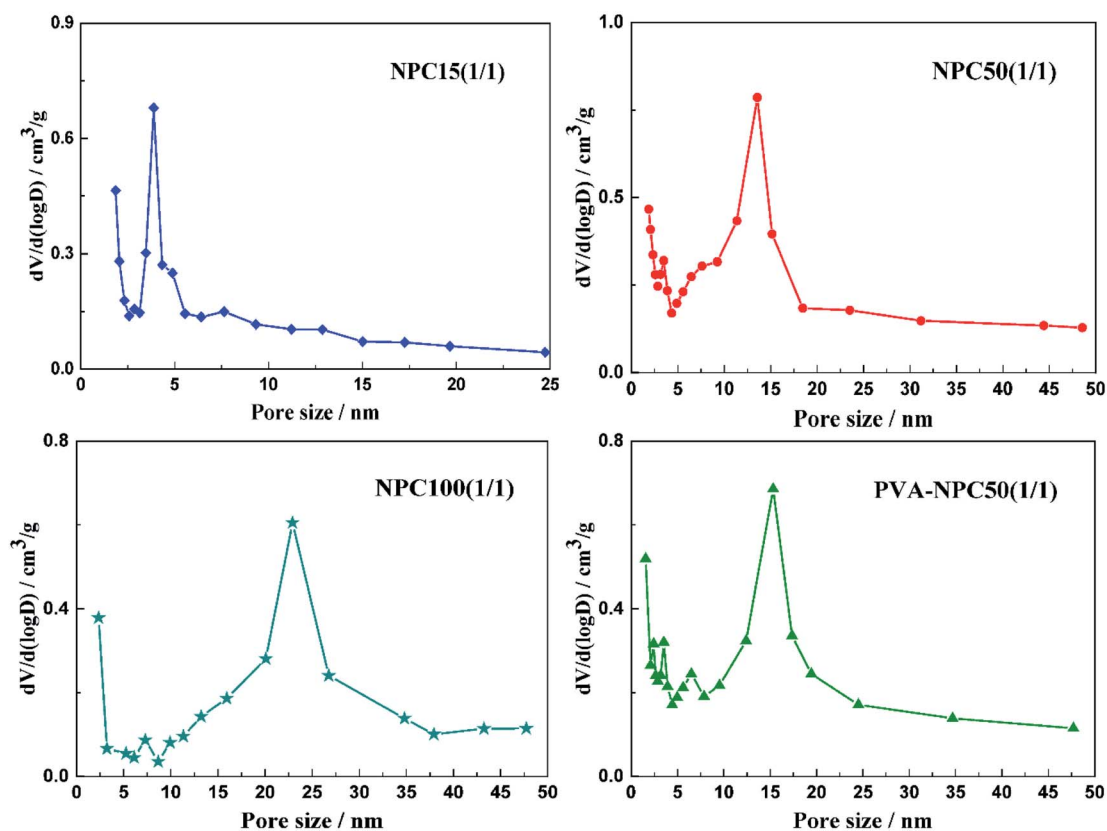 NPC15(1/1)
dV/d(logD) / cm³/g
0.9
0.6
0.3
0.0
0 5 10 15 20 25
Pore size / nm
NPC50(1/1)
dV/d(logD) / cm³/g
1.0
0.5
0.0
0 5 10 15 20 25 30 35 40 45 50
Pore size / nm
NPC100(1/1)
dV/d(logD) / cm³/g
0.8
0.4
0.0
0 5 10 15 20 25 30 35 40 45 50
Pore size / nm
PVA-NPC50(1/1)
dV/d(logD) / cm³/g
0.8
0.4
0.0
0 5 10 15 20 25 30 35 40 45 50
Pore size / nm